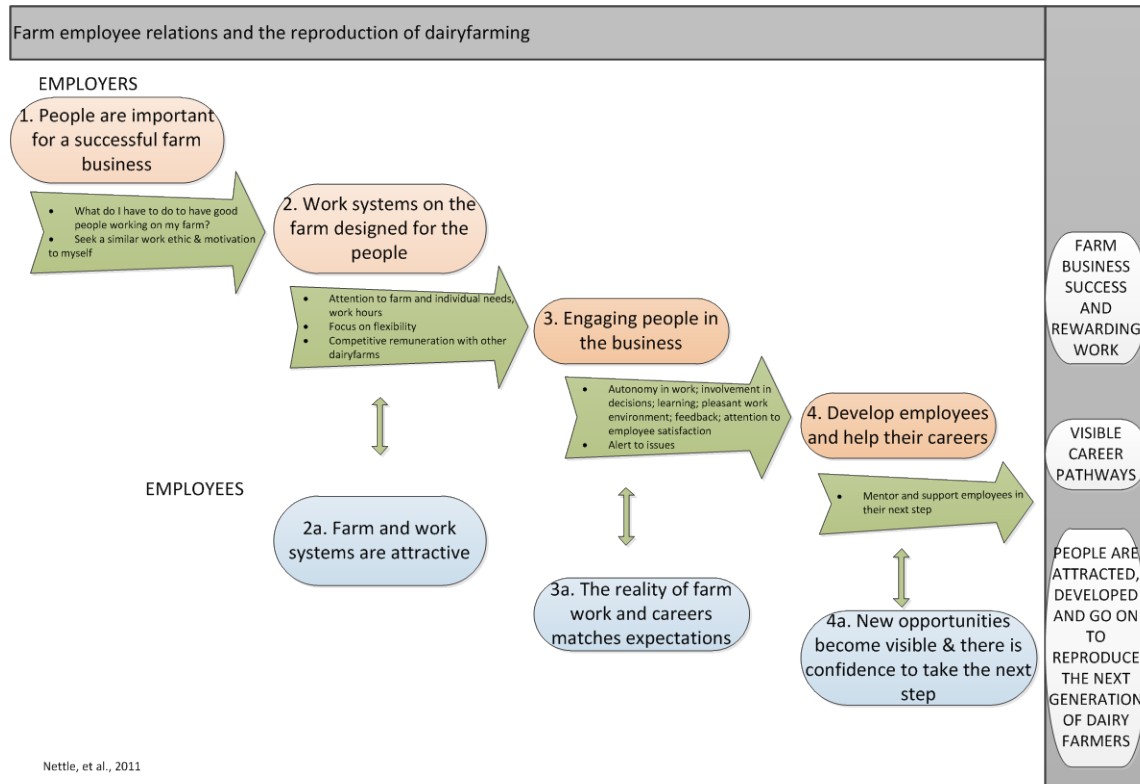 Farm employee relations and the reproduction of dairyfarming
EMPLOYERS
1. People are important
for a successful farm
business
• What do I have to do to have good
people working on my farm?
• Seek a similar work ethic & motivation
to myself
2. Work systems on the
farm designed for the
people
• Attention to farm and individual needs,
work hours
• Focus on flexibility
• Competitive remuneration with other
dairyfarms
3. Engaging people in
the business
• Autonomy in work; involvement in
decisions; learning; pleasant work
environment; feedback; attention to
employee satisfaction
• Alert to issues
4. Develop employees
and help their careers
• Mentor and support employees in
their next step
EMPLOYEES
2a. Farm and work
systems are attractive
3a. The reality of farm
work and careers
matches expectations
4a. New opportunities
become visible & there is
confidence to take the next
step
FARM
BUSINESS
SUCCESS
AND
REWARDING
WORK
VISIBLE
CAREER
PATHWAYS
PEOPLE ARE
ATTRACTED,
DEVELOPED
AND GO ON
TO
REPRODUCE
THE NEXT
GENERATION
OF DAIRY
FARMERS
Nettle, et al., 2011